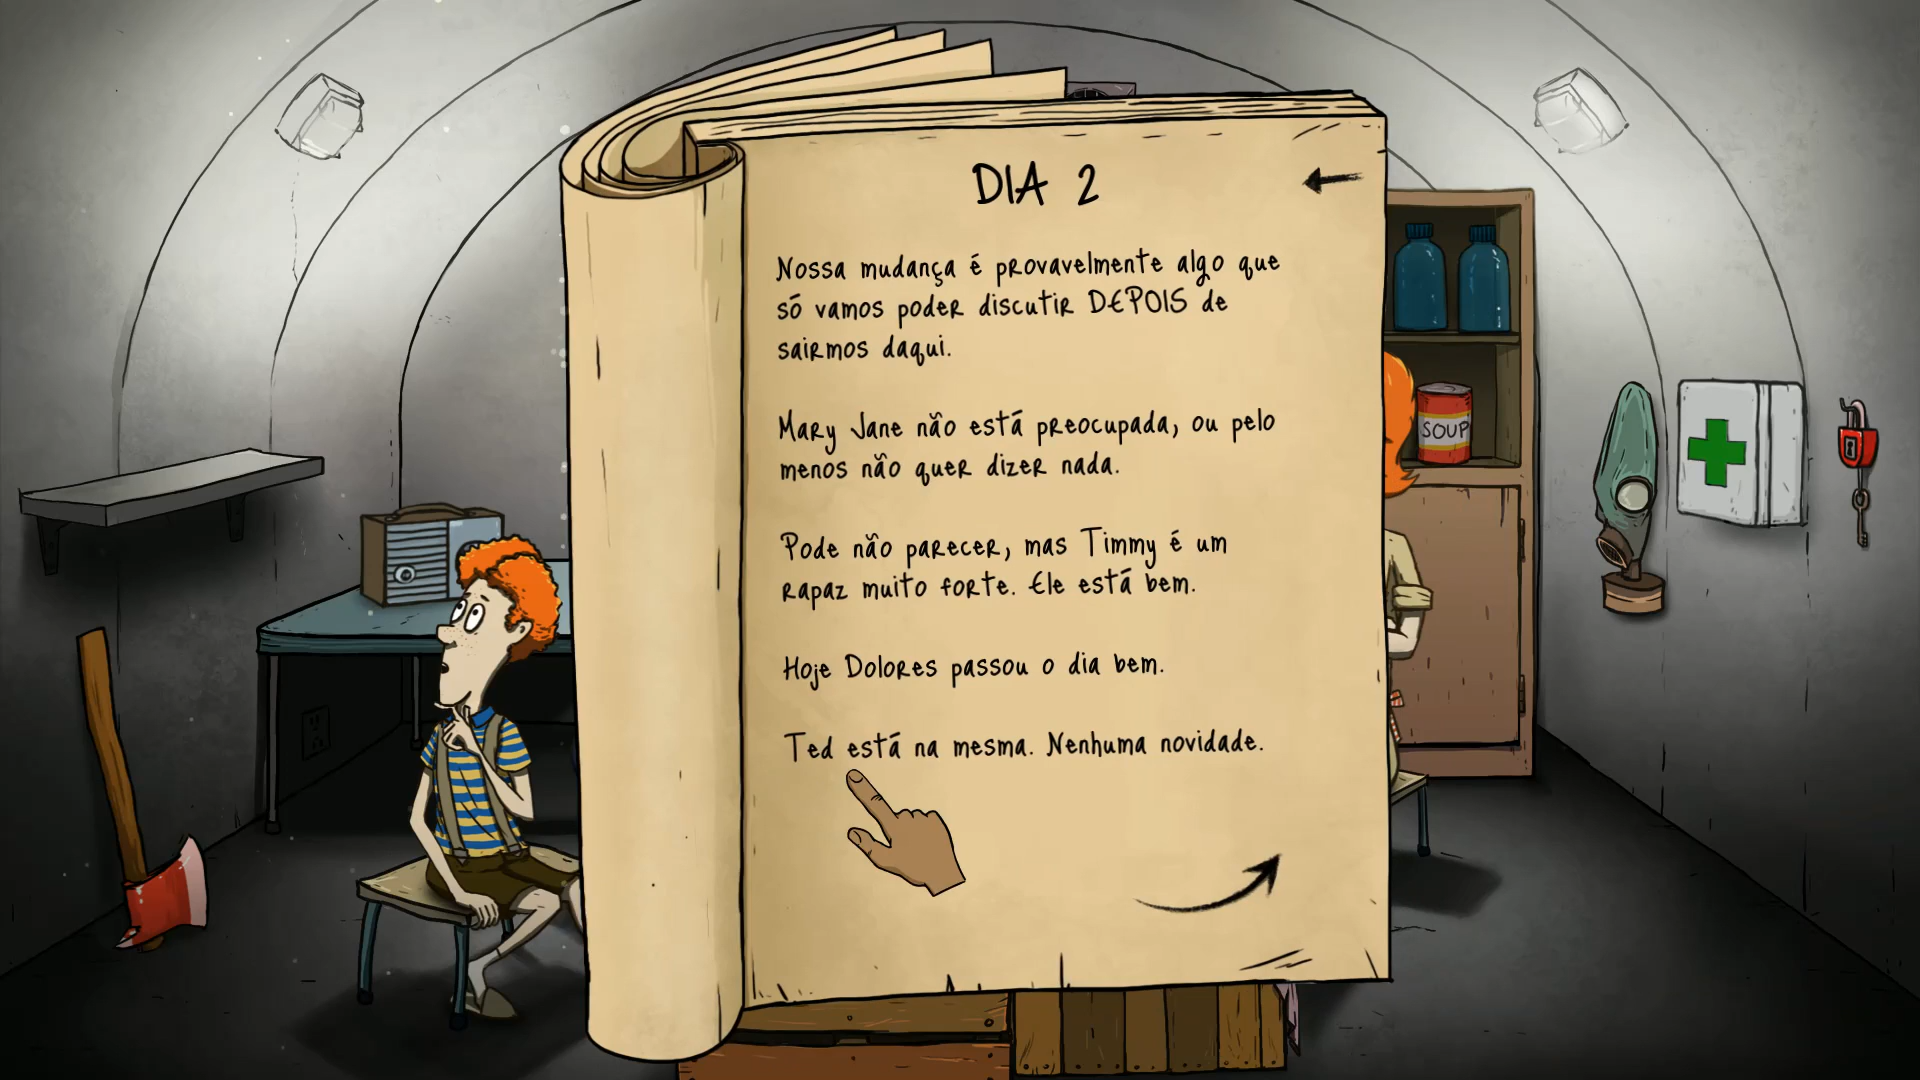 DIA 2
Nossa mudança é provavelmente algo que
só vamos poder discutir DEPOIS de
sairmos daqui.
Mary Jane não está preocupada, ou pelo
menos não quer dizer nada.
Pode não parecer, mas Timmy é um
rapaz muito forte. Ele está bem.
Hoje Dolores passou o dia bem.
Ted está na mesma. Nenhuma novidade.
SOUP